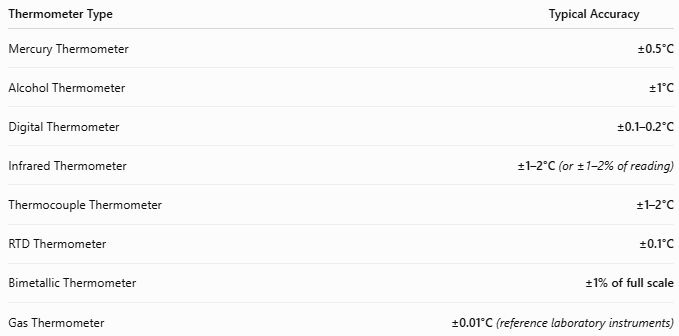 Thermometer Type Typical Accuracy
Mercury Thermometer ±0.5°C
Alcohol Thermometer ±1°C
Digital Thermometer ±0.1–0.2°C
Infrared Thermometer ±1–2°C (or ±1–2% of reading)
Thermocouple Thermometer ±1–2°C
RTD Thermometer ±0.1°C
Bimetallic Thermometer ±1% of full scale
Gas Thermometer ±0.01°C (reference laboratory instruments)